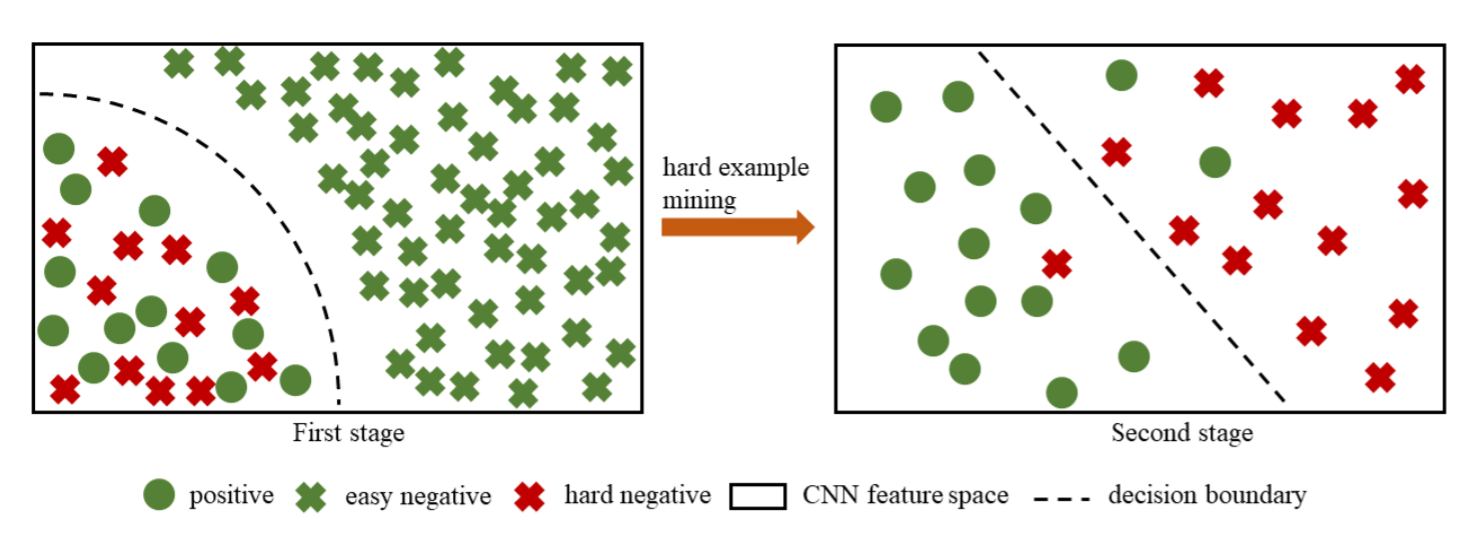 hard example
mining
First stage
Second stage
positive
easy negative
hard negative
CNN feature space
decision boundary